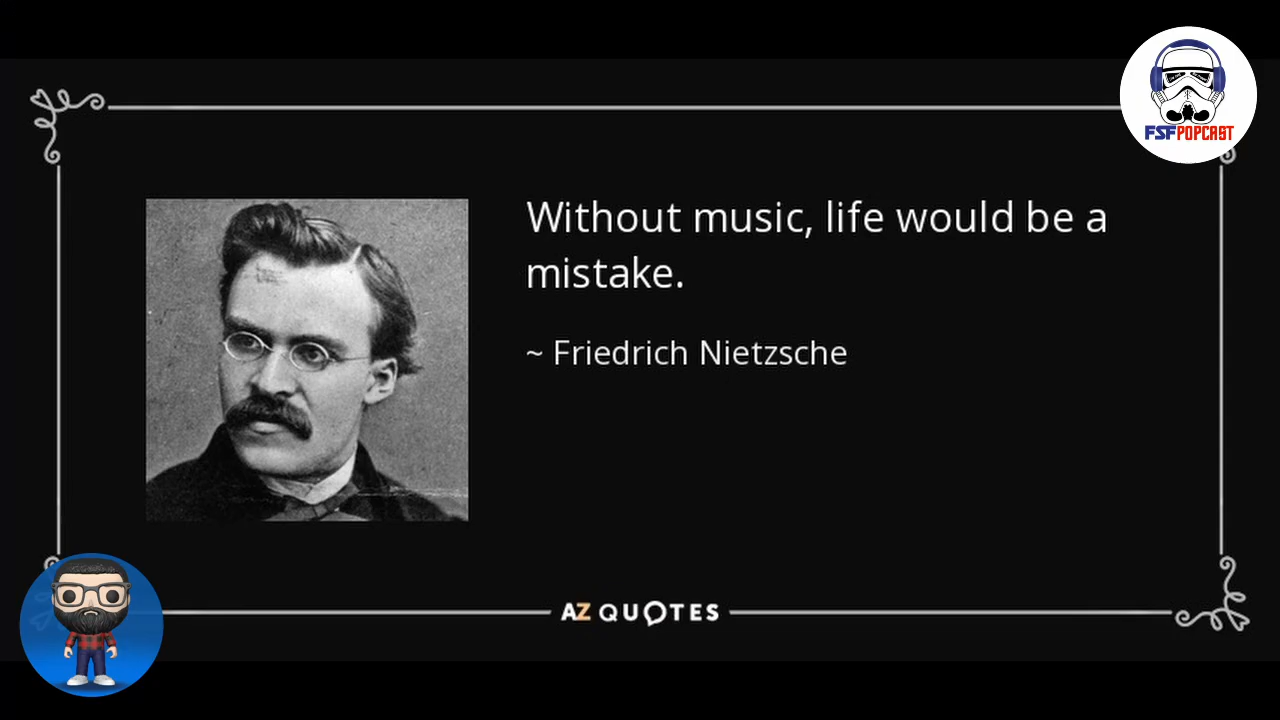 FSFPOPCAST
Without music, life would be a
mistake.
~ Friedrich Nietzsche
AZ QUOTES